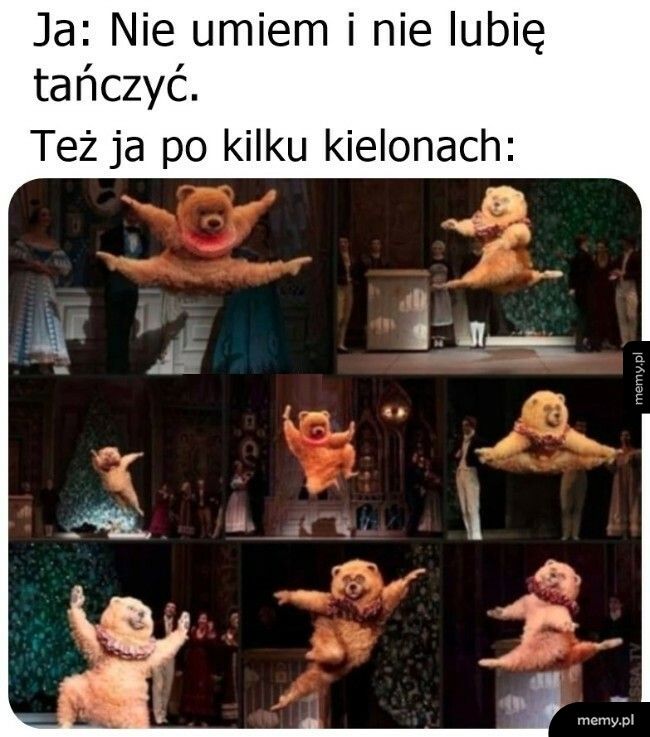 Ja: Nie umiem i nie lubię
tańczyć.
Też ja po kilku kielonach:
memy.pl
memy.pl